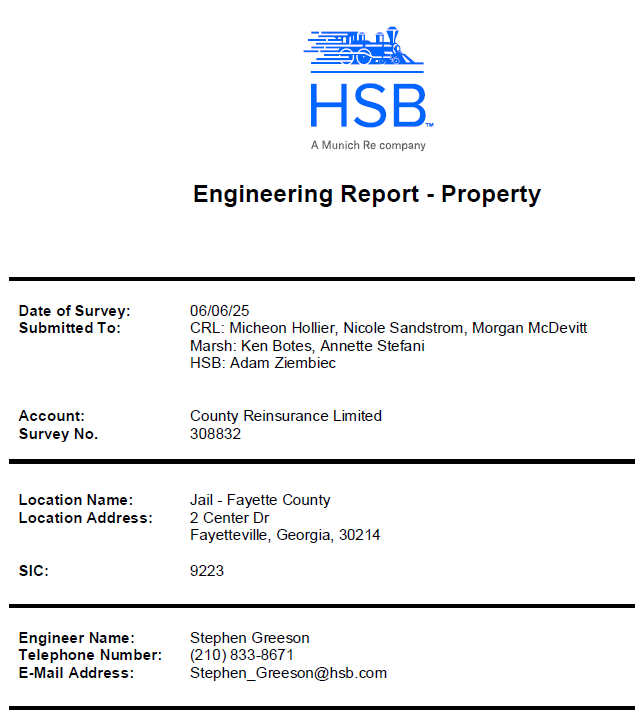 HSB™
A Munich Re company
Engineering Report - Property
Date of Survey: 06/06/25
Submitted To: CRL: Micheon Hollier, Nicole Sandstrom, Morgan McDevitt
Marsh: Ken Botes, Annette Stefani
HSB: Adam Ziembiec
Account: County Reinsurance Limited
Survey No. 308832
Location Name: Jail - Fayette County
Location Address: 2 Center Dr
Fayetteville, Georgia, 30214
SIC: 9223
Engineer Name: Stephen Greeson
Telephone Number: (210) 833-8671
E-Mail Address: Stephen_Greeson@hsb.com